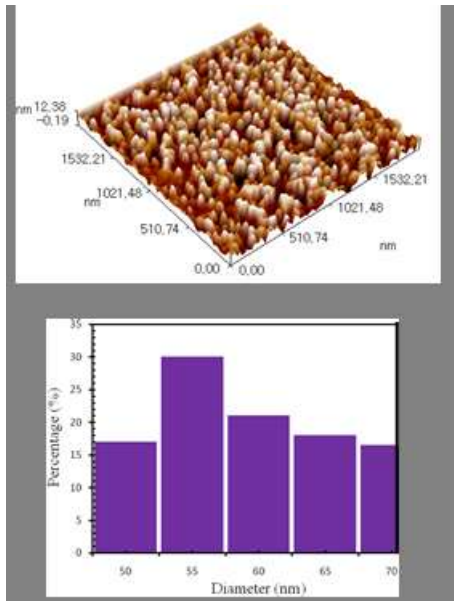 nm 12.38
-0.19
1532.21
1021.48
nm
510.74
0.00
0.00
510.74
1021.48
1532.21
nm
35
30
25
20
15
10
5
0
Percentage (%)
50 55 60 65 70
Diameter (nm)